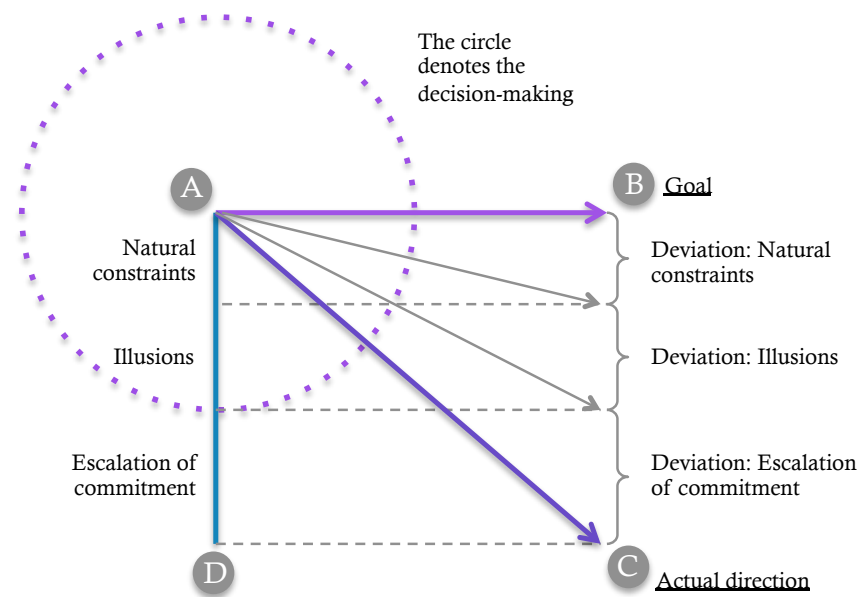 The circle
denotes the
decision-making
A
B
Goal
Natural
constraints
Deviation: Natural
constraints
Illusions
Deviation: Illusions
Escalation of
commitment
Deviation: Escalation
of commitment
D
C
Actual direction